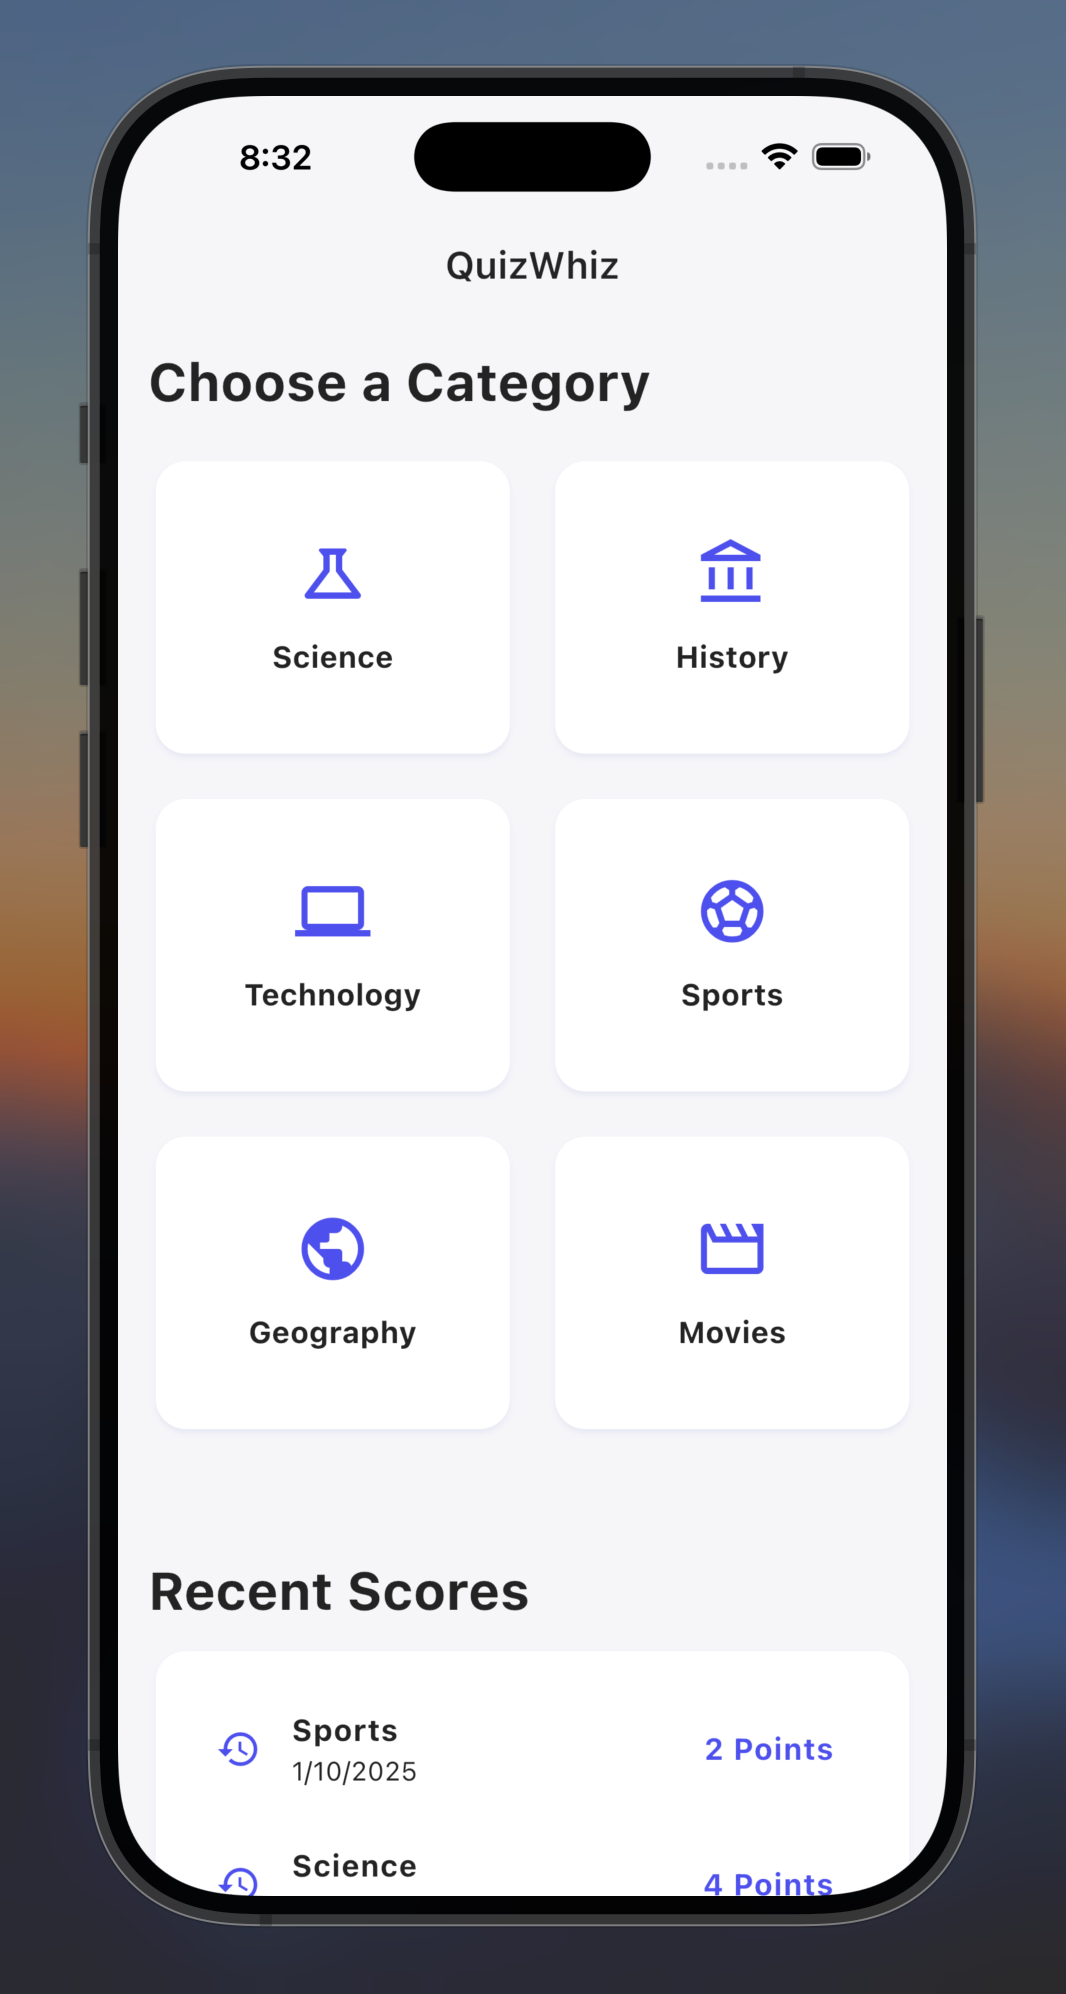 8:32
QuizWhiz
Choose a Category
Science
History
Technology
Sports
Geography
Movies
Recent Scores
Sports
1/10/2025
2 Points
Science
4 Points